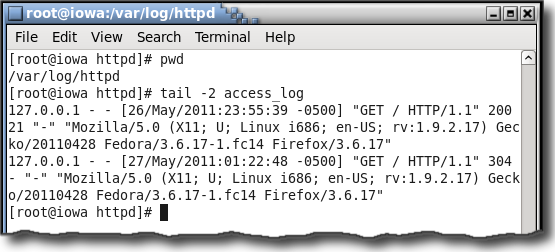 root@iowa:/var/log/httpd
File Edit View Search Terminal Help
[root@iowa httpd]# pwd
/var/log/httpd
[root@iowa httpd]# tail -2 access_log
127.0.0.1 - - [26/May/2011:23:55:39 -0500] "GET / HTTP/1.1" 200
21 "-" "Mozilla/5.0 (X11; U; Linux i686; en-US; rv:1.9.2.17) Gec
ko/20110428 Fedora/3.6.17-1.fc14 Firefox/3.6.17"
127.0.0.1 - - [27/May/2011:01:22:48 -0500] "GET / HTTP/1.1" 304
- "-" "Mozilla/5.0 (X11; U; Linux i686; en-US; rv:1.9.2.17) Geck
o/20110428 Fedora/3.6.17-1.fc14 Firefox/3.6.17"
[root@iowa httpd]#